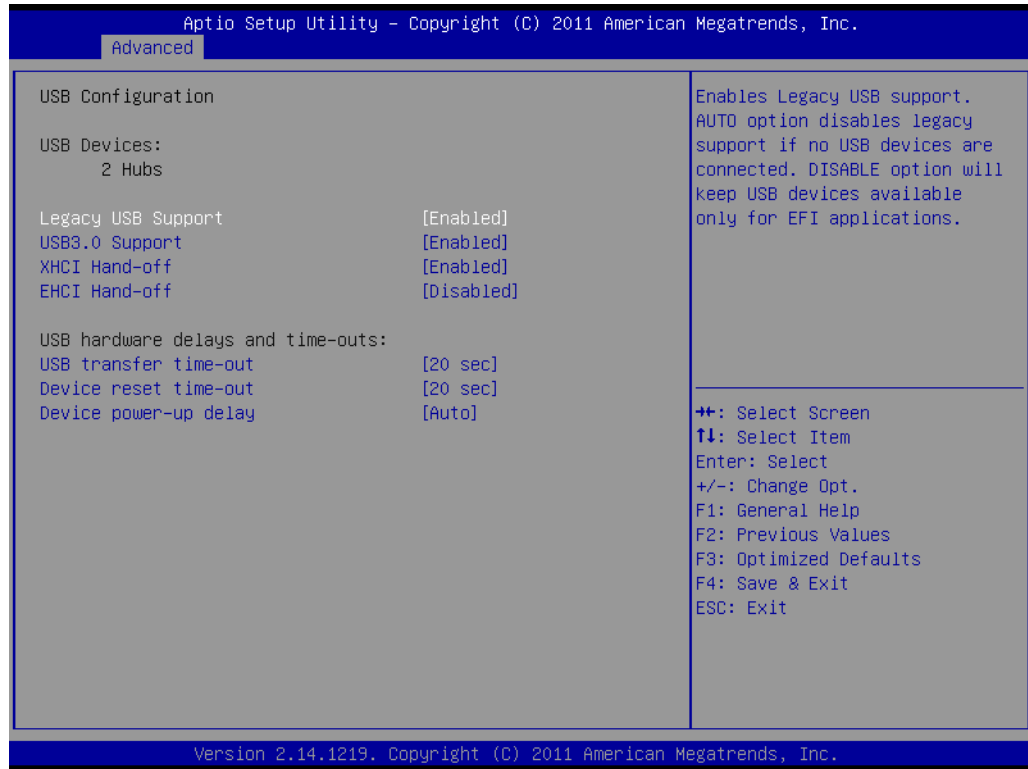 Aptio Setup Utility – Copyright (C) 2011 American Megatrends, Inc.
Advanced
USB Configuration
USB Devices:
2 Hubs
Legacy USB Support [Enabled]
USB3.0 Support [Enabled]
XHCI Hand-off [Enabled]
EHCI Hand-off [Disabled]
USB hardware delays and time-outs:
USB transfer time-out [20 sec]
Device reset time-out [20 sec]
Device power-up delay [Auto]
Enables Legacy USB support.
AUTO option disables legacy
support if no USB devices are
connected. DISABLE option will
keep USB devices available
only for EFI applications.
→←: Select Screen
↑↓: Select Item
Enter: Select
+/-: Change Opt.
F1: General Help
F2: Previous Values
F3: Optimized Defaults
F4: Save & Exit
ESC: Exit
Version 2.14.1219. Copyright (C) 2011 American Megatrends, Inc.